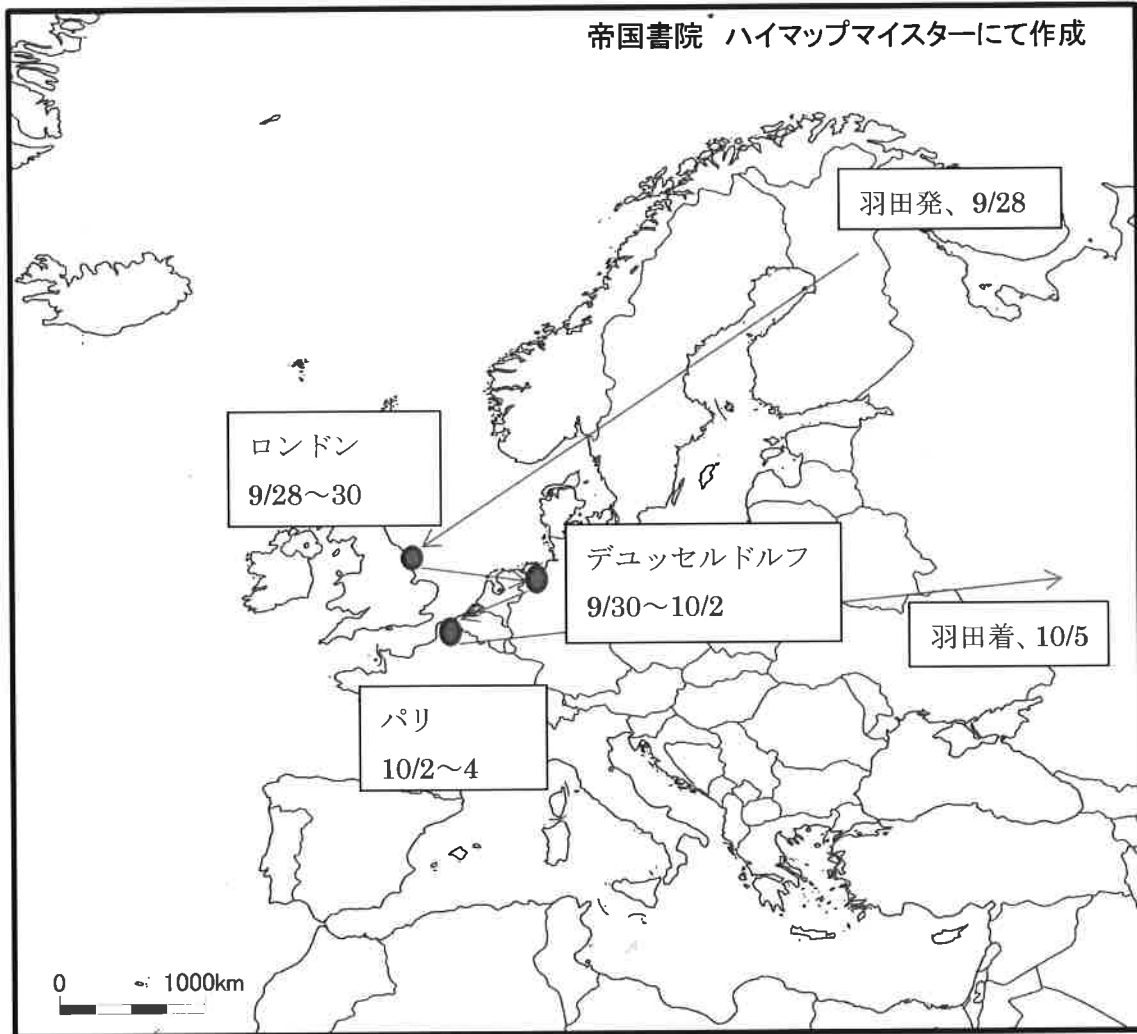 帝国書院 ハイマップマイスターにて作成
羽田発、9/28
ロンドン
9/28～30
デユッセルドルフ
9/30～10/2
羽田着、10/5
パリ
10/2～4
0 1000km